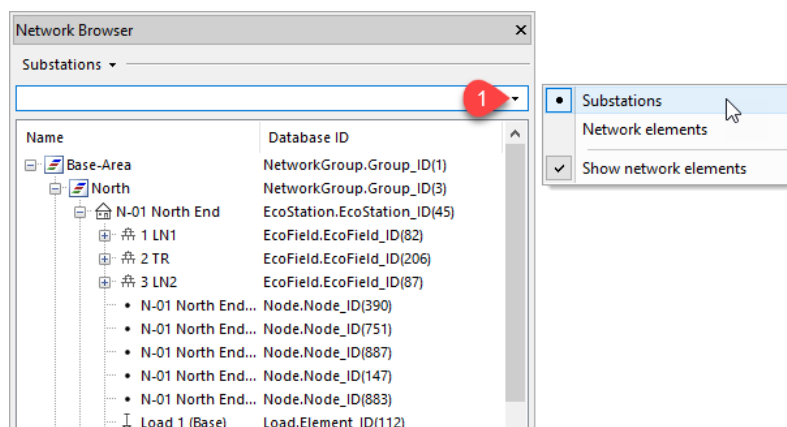 Network Browser
Substations
1
Substations
Network elements
Show network elements
Name Database ID
Base-Area NetworkGroup.Group_ID(1)
North NetworkGroup.Group_ID(3)
N-01 North End EcoStation.EcoStation_ID(45)
1 LN1 EcoField.EcoField_ID(82)
2 TR EcoField.EcoField_ID(206)
3 LN2 EcoField.EcoField_ID(87)
N-01 North End... Node.Node_ID(390)
N-01 North End... Node.Node_ID(751)
N-01 North End... Node.Node_ID(887)
N-01 North End... Node.Node_ID(147)
N-01 North End... Node.Node_ID(883)
Load 1 (Base) Load.Element_ID(112)